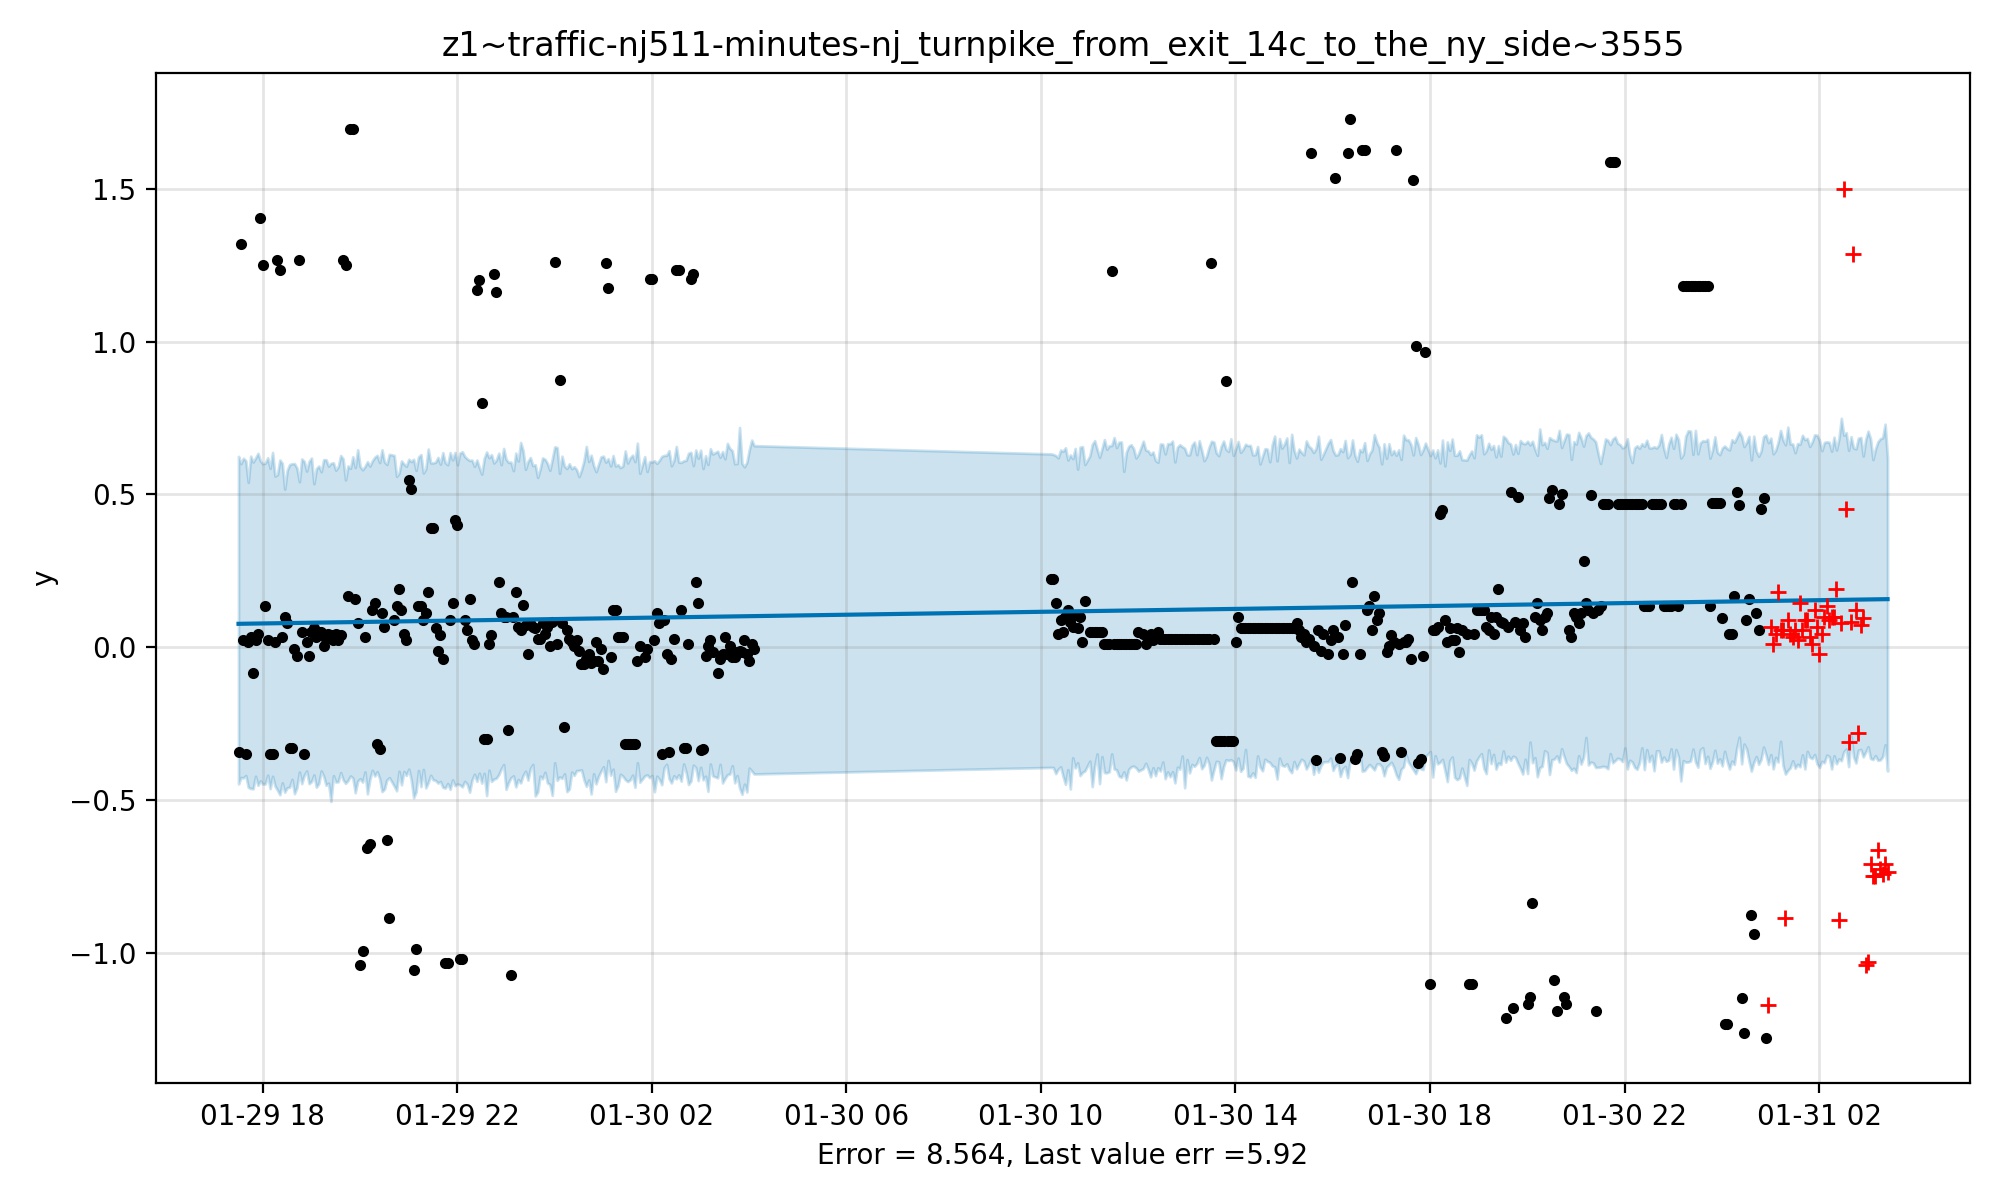 z1~traffic-nj511-minutes-nj_turnpike_from_exit_14c_to_the_ny_side~3555
1.5
1.0
0.5
0.0
−0.5
−1.0
y
01-29 18 01-29 22 01-30 02 01-30 06 01-30 10 01-30 14 01-30 18 01-30 22 01-31 02
Error = 8.564, Last value err =5.92